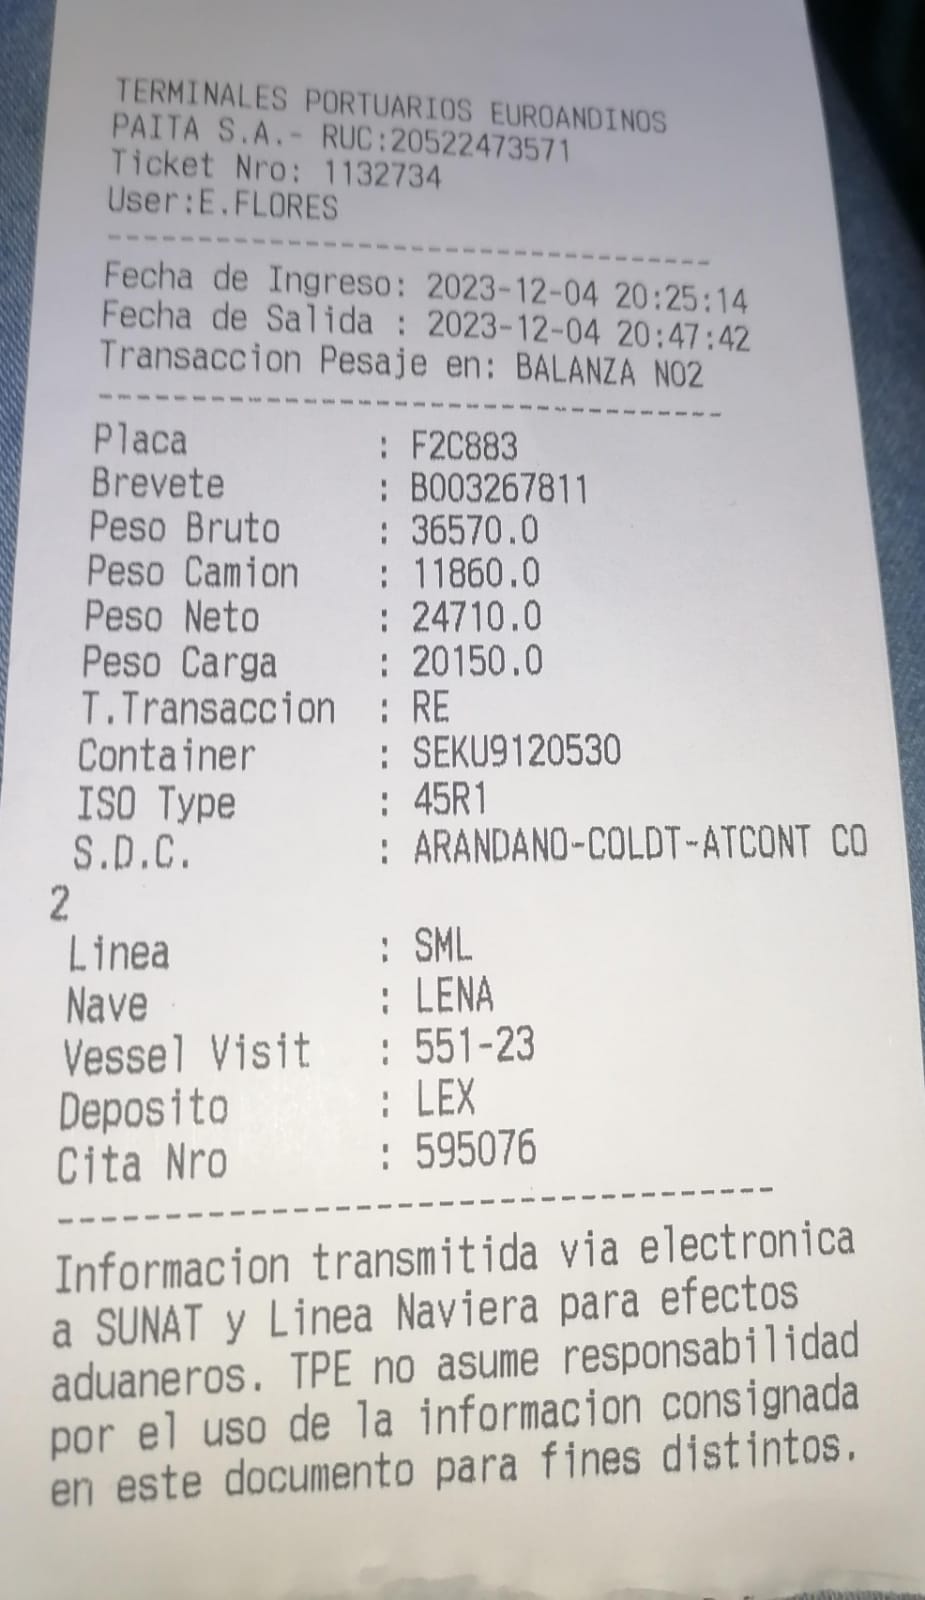 TERMINALES PORTUARIOS EUROANDINOS
PAITA S.A.- RUC:20522473571
Ticket Nro: 1132734
User:E.FLORES
-----------------------------------
Fecha de Ingreso: 2023-12-04 20:25:14
Fecha de Salida : 2023-12-04 20:47:42
Transaccion Pesaje en: BALANZA NO2
-----------------------------------
Placa : F2C883
Brevete : B003267811
Peso Bruto : 36570.0
Peso Camion : 11860.0
Peso Neto : 24710.0
Peso Carga : 20150.0
T.Transaccion : RE
Container : SEKU9120530
ISO Type : 45R1
S.D.C. : ARANDANO-COLDT-ATCONT CO
2
Linea : SML
Nave : LENA
Vessel Visit : 551-23
Deposito : LEX
Cita Nro : 595076
-----------------------------------
Informacion transmitida via electronica
a SUNAT y Linea Naviera para efectos
aduaneros. TPE no asume responsabilidad
por el uso de la informacion consignada
en este documento para fines distintos.